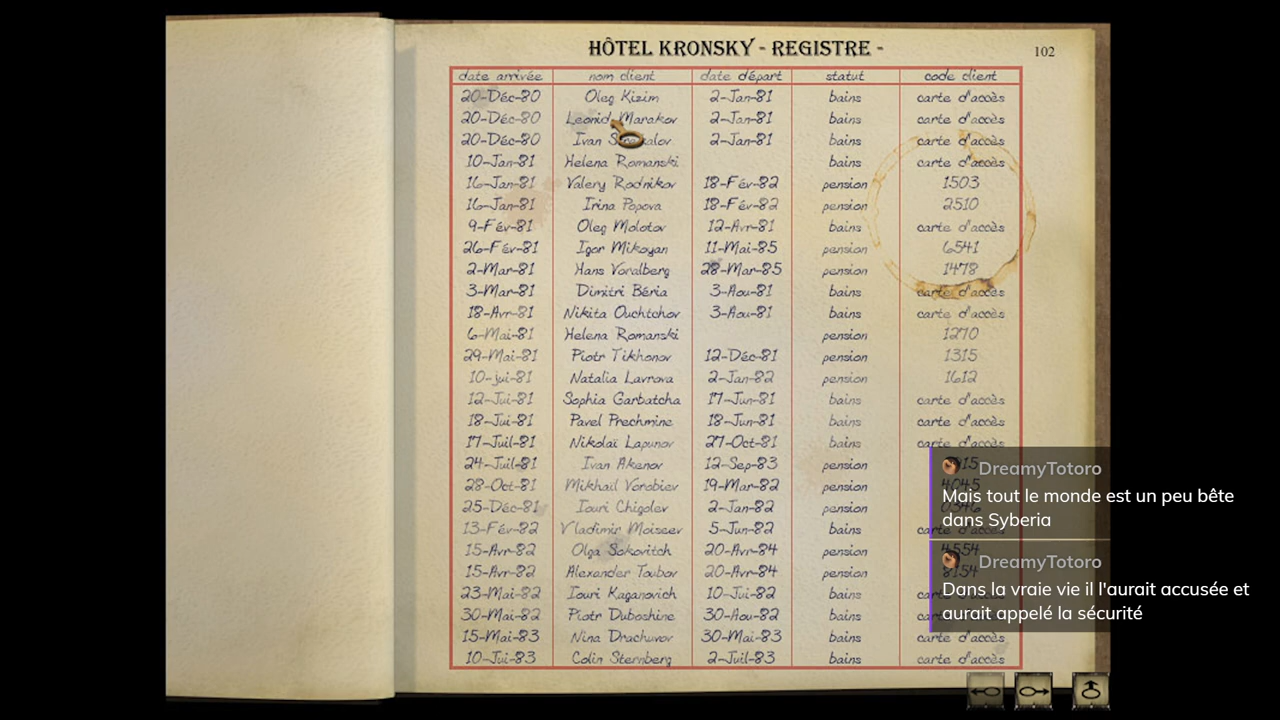 HÔTEL KRONSKY - REGISTRE -
102
date arrivée nom client date départ statut code client
20-Déc-80 Oleg Kizim 2-Jan-81 bains carte d'accès
20-Déc-80 Leonid Marakov 2-Jan-81 bains carte d'accès
20-Déc-80 Ivan 2-Jan-81 bains carte d'accès
10-Jan-81 Helena Romanski bains carte d'accès
16-Jan-81 Valery Rodnikov 18-Fév-82 pension 1503
16-Jan-81 Irina Popova 18-Fév-82 pension 2510
9-Fév-81 Oleg Molotov 12-Avr-81 bains carte d'accès
26-Fév-81 Igor Mikoyan 11-Mai-85 pension 6541
2-Mar-81 Hans Voralberg 28-Mar-85 pension 1478
3-Mar-81 Dimitri Béria 3-Aou-81 bains carte d'accès
18-Avr-81 Nikita Ouchtchov 3-Aou-81 bains carte d'accès
6-Mai-81 Helena Romanski pension 1270
29-Mai-81 Piotr Tikhonov 12-Déc-81 pension 1315
10-jui-81 Natalia Lavrova 2-Jan-82 pension 1612
12-Jui-81 Sophia Garbatcha 17-Jun-81 bains carte d'accès
18-Jui-81 Pavel Prechmine 18-Jun-81 bains carte d'accès
17-Juil-81 Nikolaï Lapunov 27-Oct-81 bains carte d'accès
24-Juil-81 Ivan Akenov 12-Sep-83 pension
28-Oct-81 Mikhail Vorobiev 19-Mar-82 pension 4045
25-Déc-81 Iouri Chigolev 2-Jan-82 pension
13-Fév-82 Vladimir Moiseev 5-Jun-82 bains carte d'accès
15-Avr-82 Olga Sokovitch 20-Avr-84 pension 4554
15-Avr-82 Alexander Toubov 20-Avr-84 pension 8154
23-Mai-82 Iouri Kaganovich 10-Jui-82 bains
30-Mai-82 Piotr Duboshine 30-Aou-82 bains
15-Mai-83 Nina Drachuvor 30-Mai-83 bains carte d'accès
10-Jui-83 Colin Sternberg 2-Juil-83 bains carte d'accès
DreamyTotoro
Mais tout le monde est un peu bête
dans Syberia
DreamyTotoro
Dans la vraie vie il l'aurait accusée et
aurait appelé la sécurité